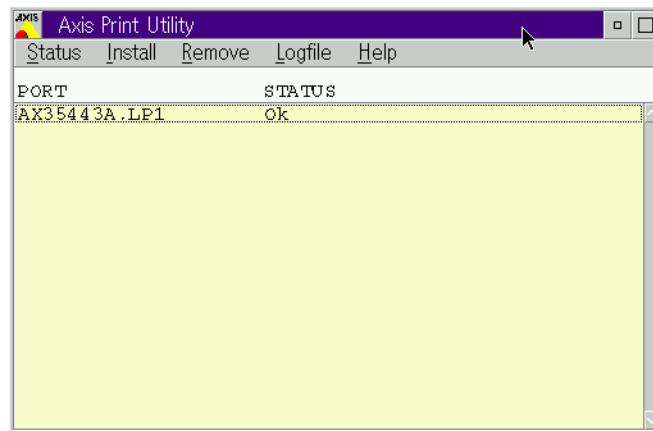 AXIS Axis Print Utility
Status Install Remove Logfile Help
PORT STATUS
AX35443A.LP1 Ok